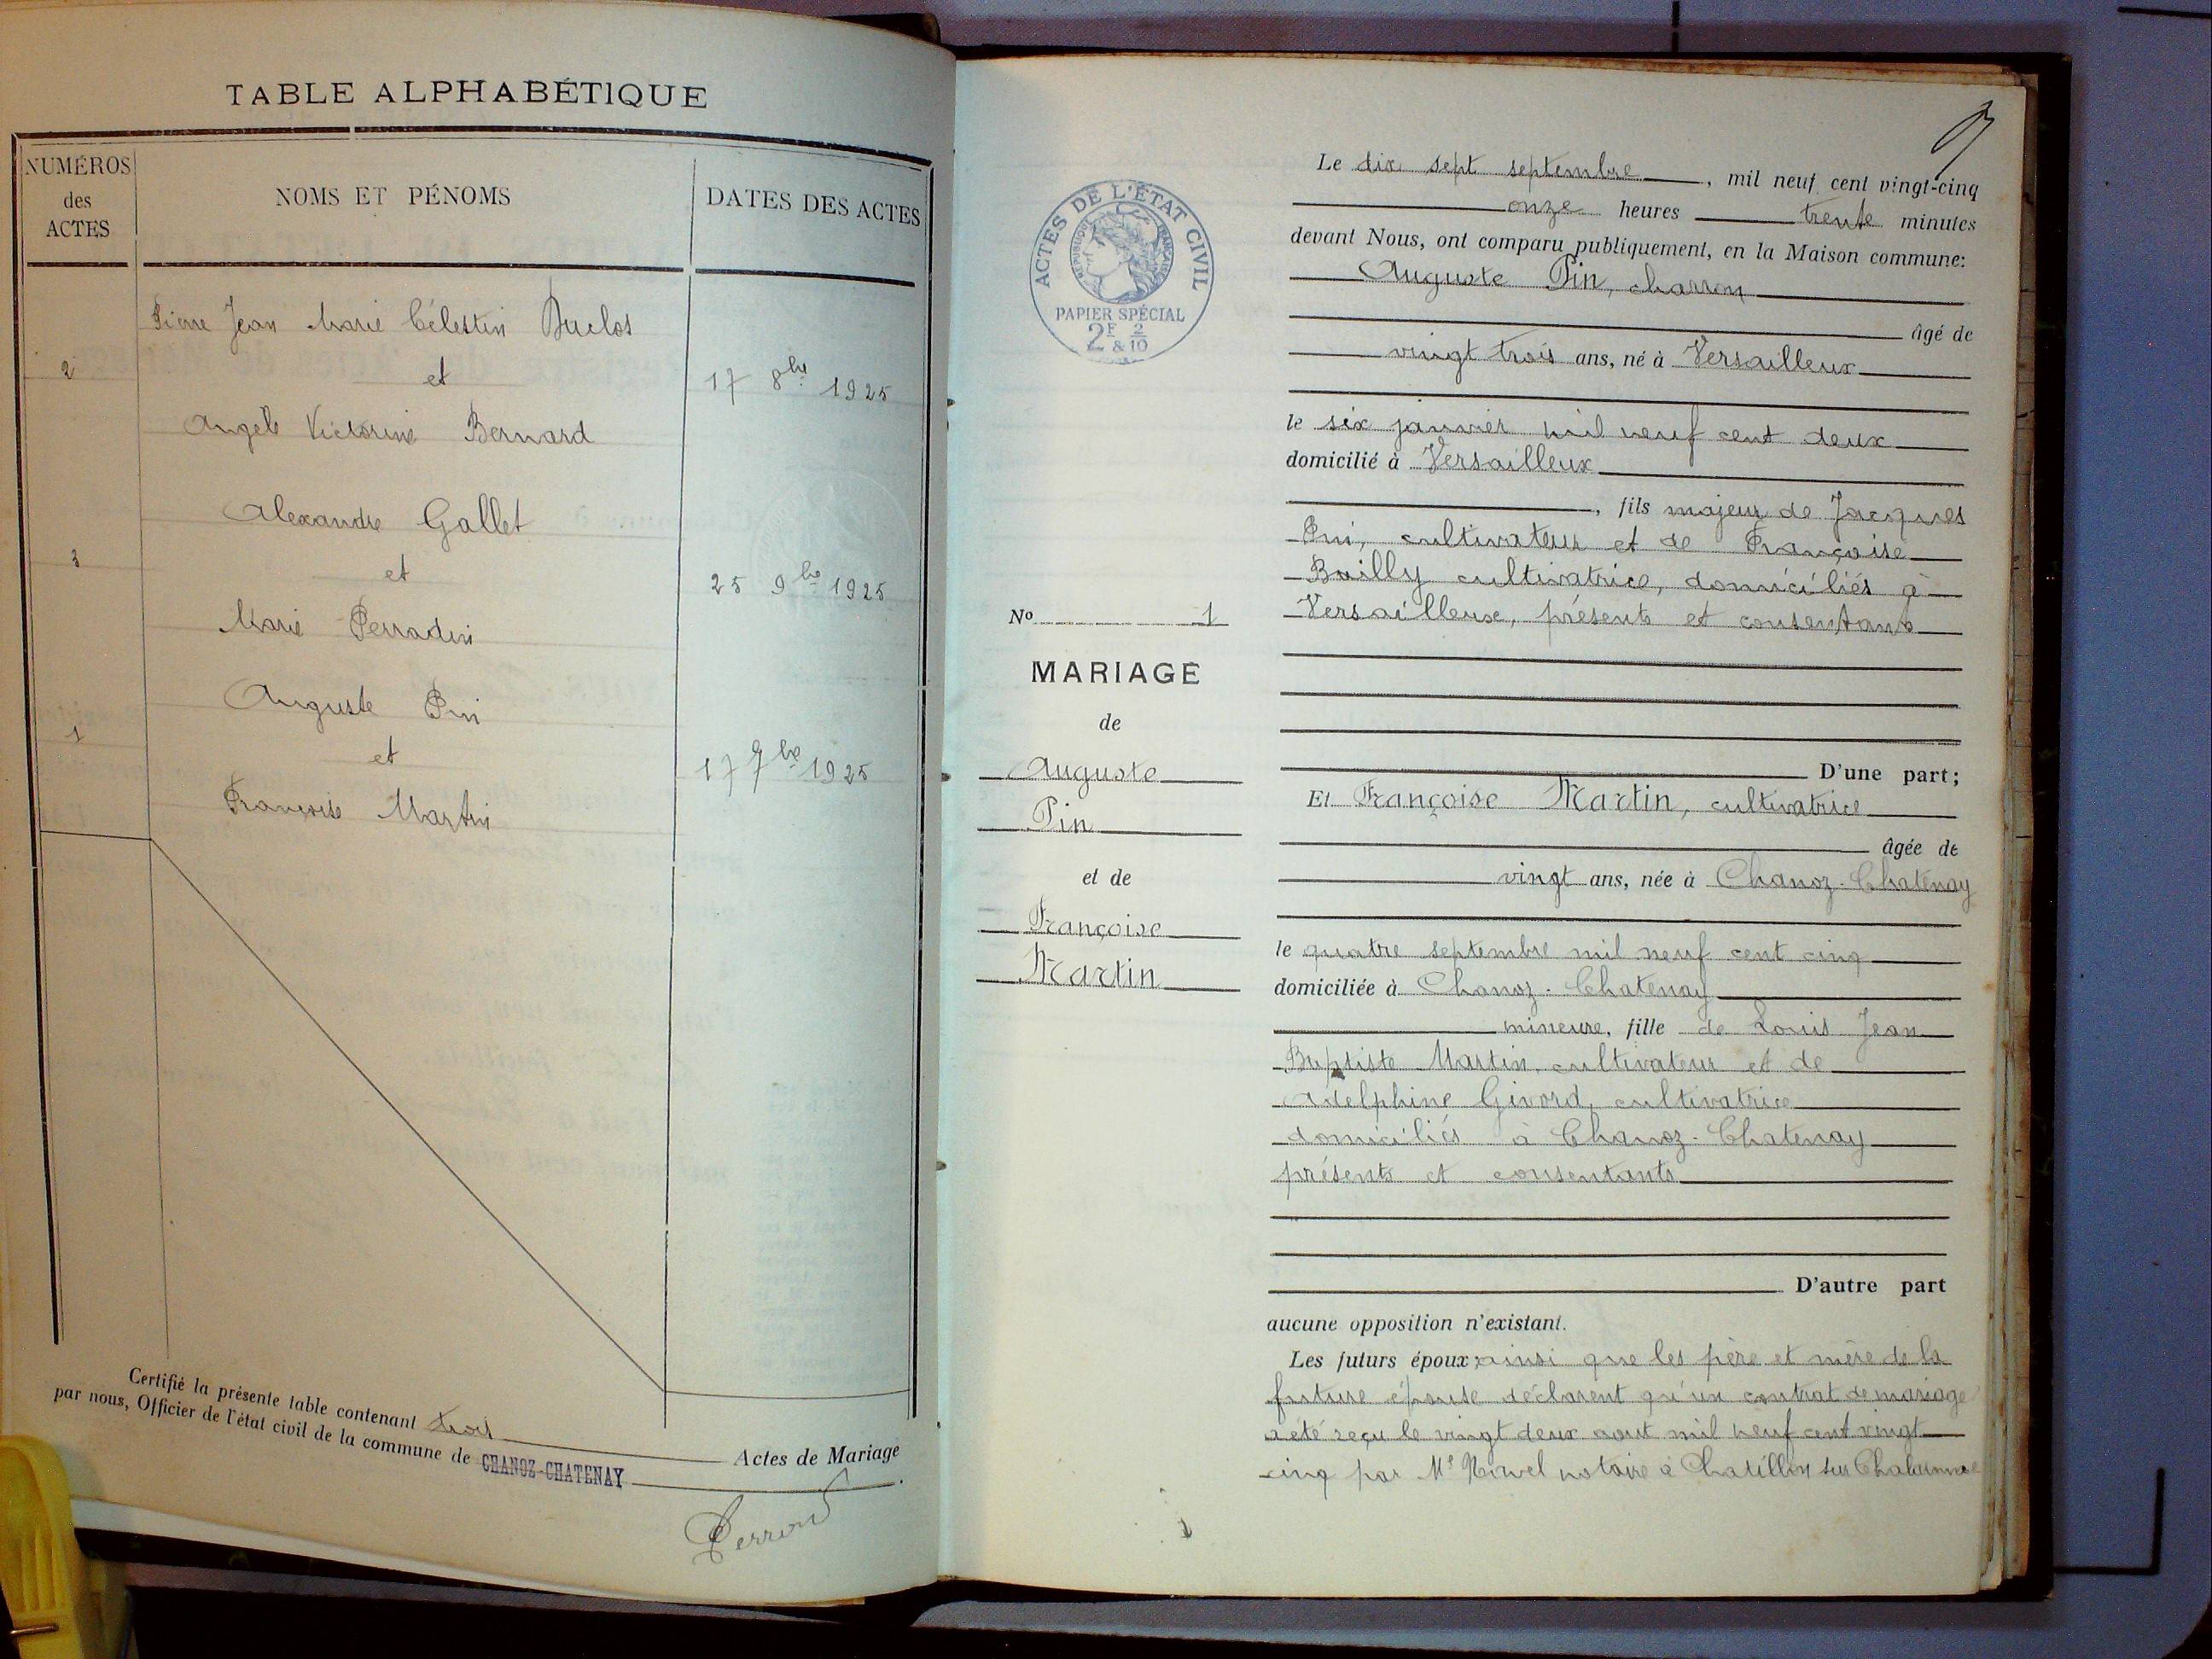 TABLE ALPHABÉTIQUE
NUMÉROS des ACTES
NOMS ET PÉNOMS
DATES DES ACTES
Pierre Jean Marie Célestin Duclos
2 et 17 8bre 1925
Angèle Victorine Bernard
Alexandre Gallet
3 et 25 9bre 1925
Marie Perradin
Auguste Pin
1 et 17 7bre 1925
Françoise Martin
Certifié la présente table contenant trois Actes de Mariage
par nous, Officier de l'état civil de la commune de CHANOZ-CHATENAY.
ACTES DE L'ÉTAT CIVIL
RÉPUBLIQUE FRANÇAISE
PAPIER SPÉCIAL
2F & 2/10
No 1
MARIAGE
de
Auguste
Pin
et de
Françoise
Martin
Le dix sept septembre, mil neuf cent vingt-cinq
onze heures trente minutes
devant Nous, ont comparu publiquement, en la Maison commune:
Auguste Pin, charron
âgé de
vingt trois ans, né à Versailleux
le six janvier mil neuf cent deux
domicilié à Versailleux
, fils majeur de Jacques
Pin, cultivateur et de Françoise
Builly cultivatrice, domiciliés à
Versailleux, présents et consentants
D'une part;
Et Françoise Martin, cultivatrice
âgée de
vingt ans, née à Chanoz-Chatenay
le quatre septembre mil neuf cent cinq
domiciliée à Chanoz-Chatenay
mineure, fille de Louis Jean
Baptiste Martin, cultivateur et de
Adelphine Givord, cultivatrice
domiciliés à Chanoz-Chatenay
présents et consentants
D'autre part
aucune opposition n'existant.
Les futurs époux, ainsi que les père et mère de la
future épouse déclarent qu'un contrat de mariage
a été reçu le vingt deux aout mil neuf cent vingt
cinq par Me notaire à Chatillon sur Chalaronne